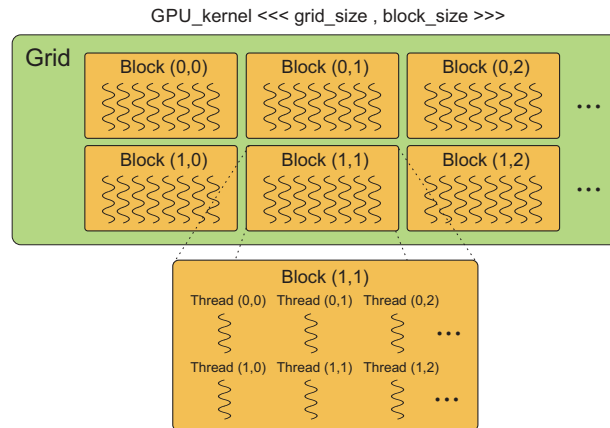 GPU_kernel <<< grid_size , block_size >>>
Grid
Block (0,0) Block (0,1) Block (0,2)
...
Block (1,0) Block (1,1) Block (1,2)
...
Block (1,1)
Thread (0,0) Thread (0,1) Thread (0,2)
...
Thread (1,0) Thread (1,1) Thread (1,2)
...